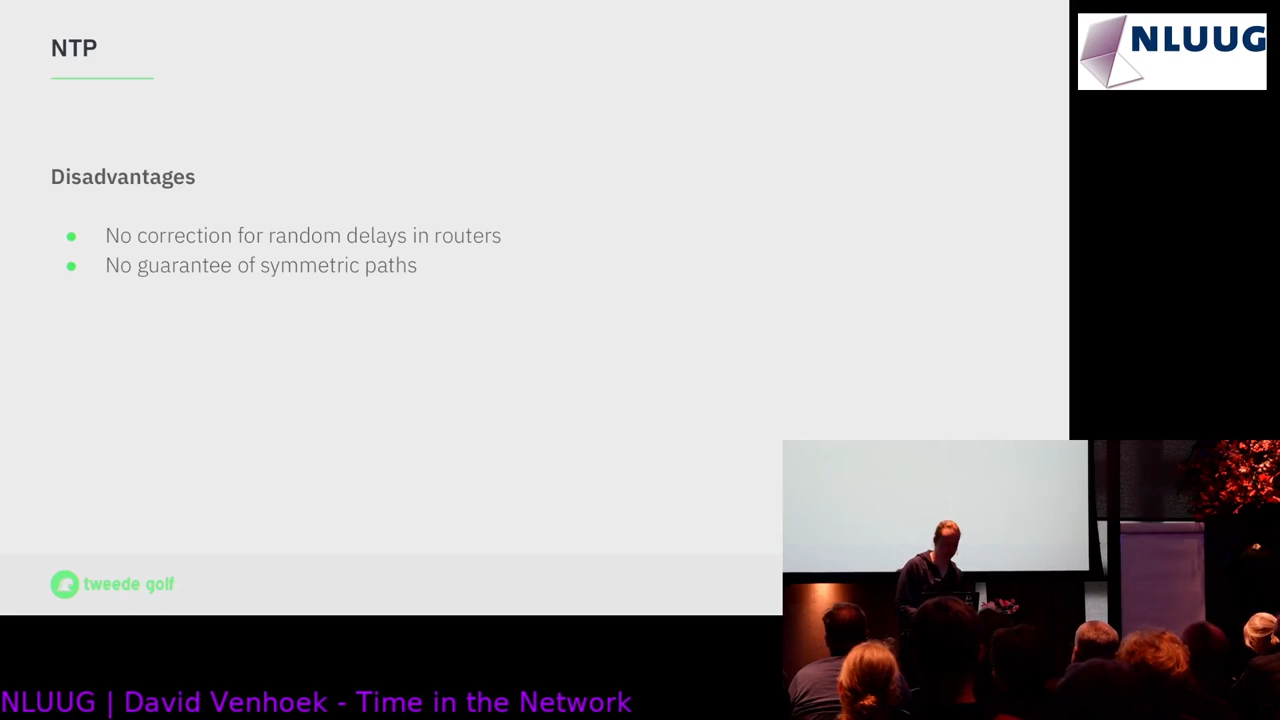 NTP
NLUUG
Disadvantages
No correction for random delays in routers
No guarantee of symmetric paths
tweede golf
NLUUG | David Venhoek - Time in the Network